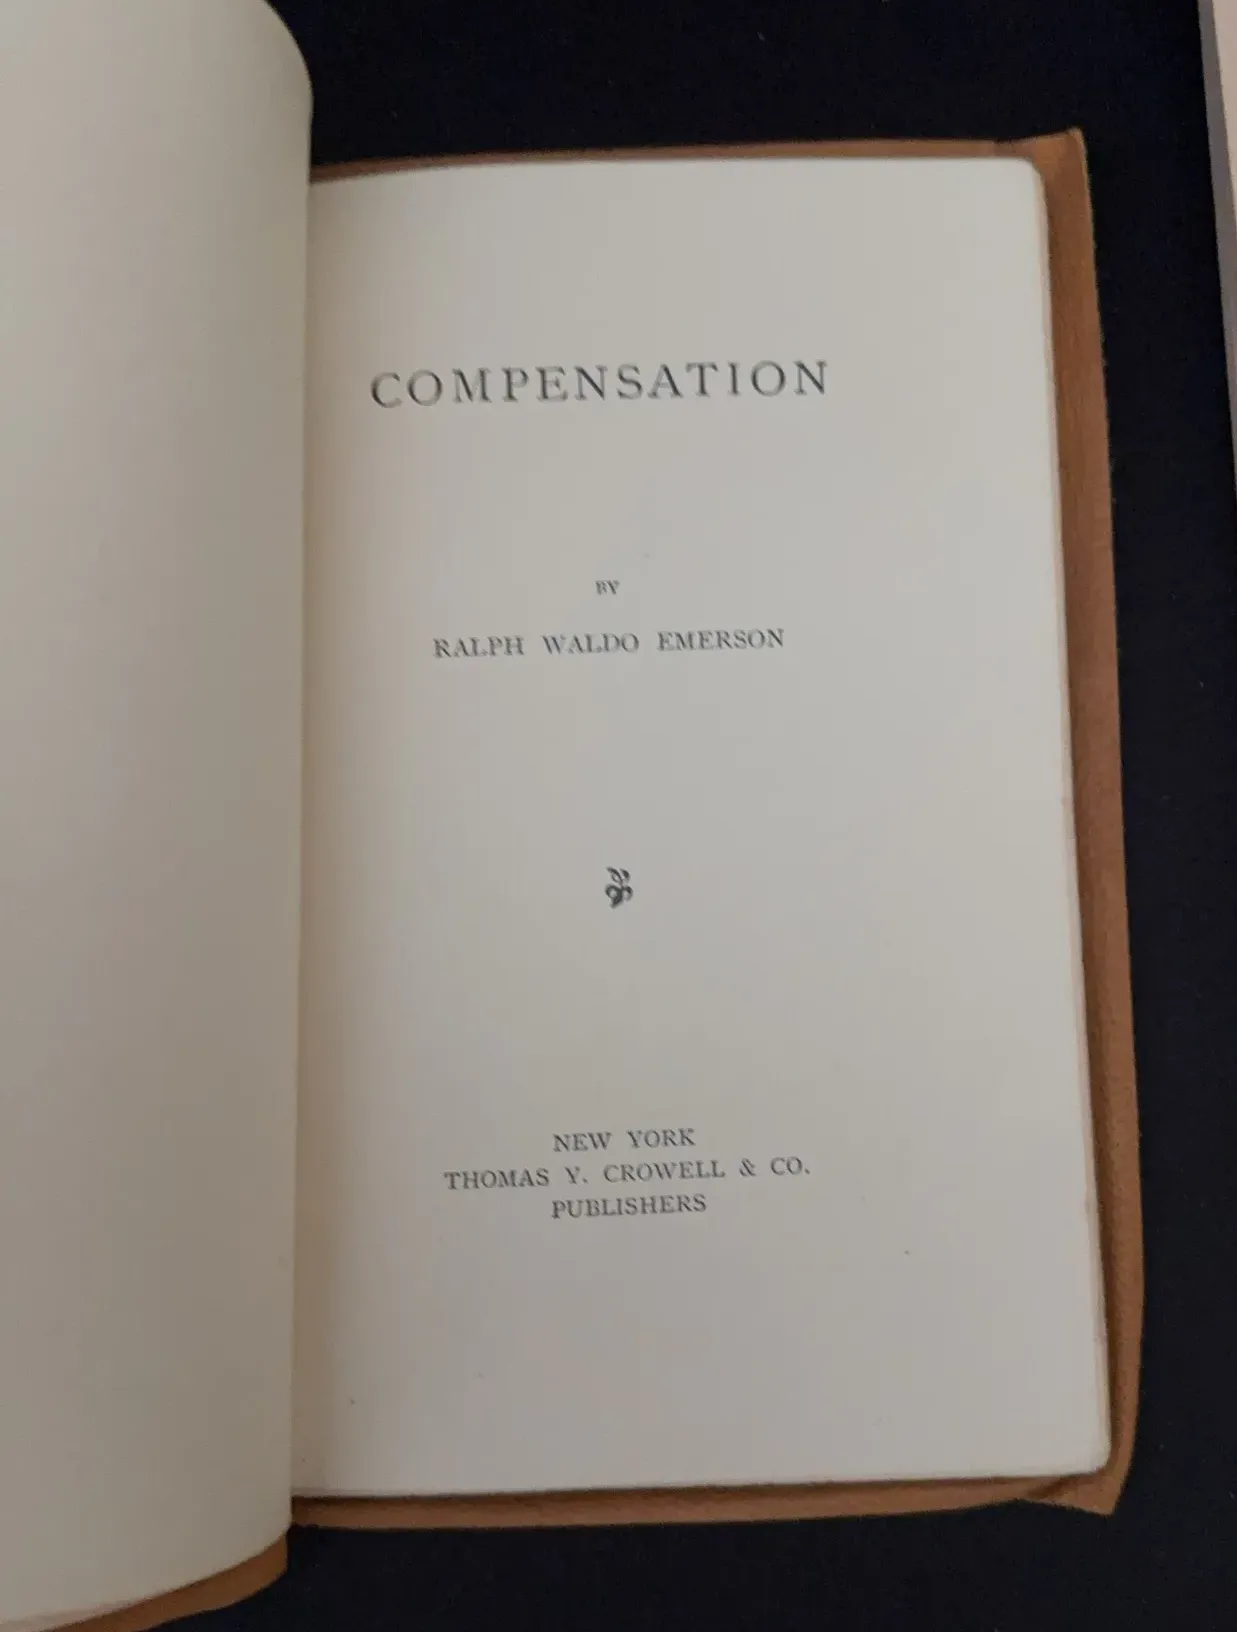 COMPENSATION
BY
RALPH WALDO EMERSON
NEW YORK
THOMAS Y. CROWELL & CO.
PUBLISHERS